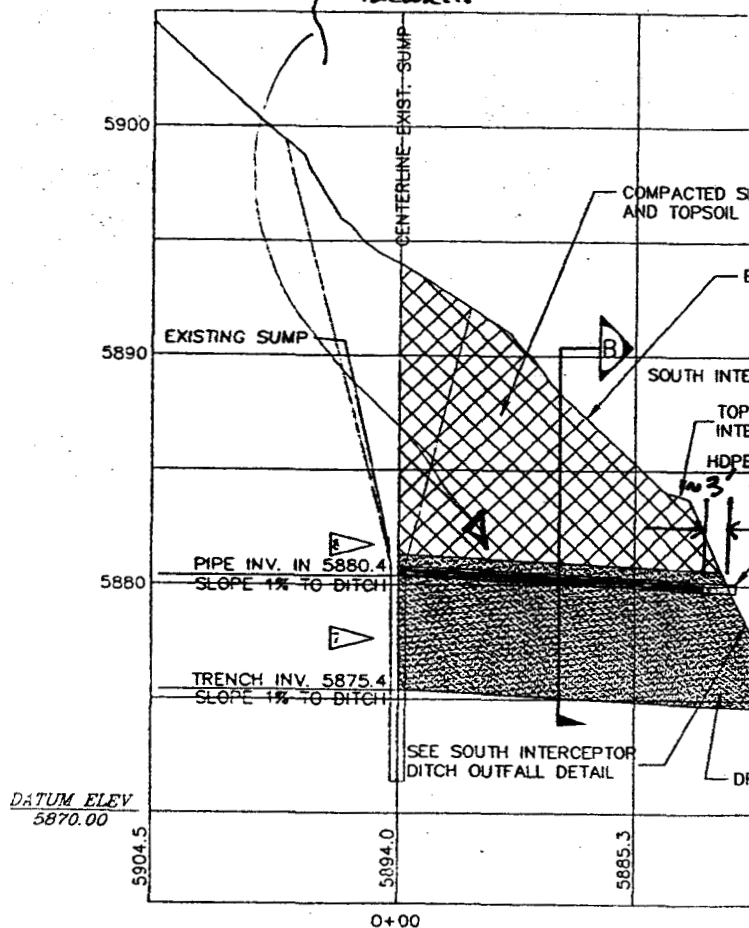 5900
CENTERLINE EXIST. SUMP
COMPACTED
AND TOPSOIL
EXISTING SUMP
5890
B
SOUTH
TOP
HDPE
~3'
PIPE INV. IN 5880.4
5880
SLOPE 1% TO DITCH
TRENCH INV. 5875.4
SLOPE 1% TO DITCH
SEE SOUTH INTERCEPTOR
DITCH OUTFALL DETAIL
DATUM ELEV
5870.00
5904.5
5894.0
5885.3
0+00